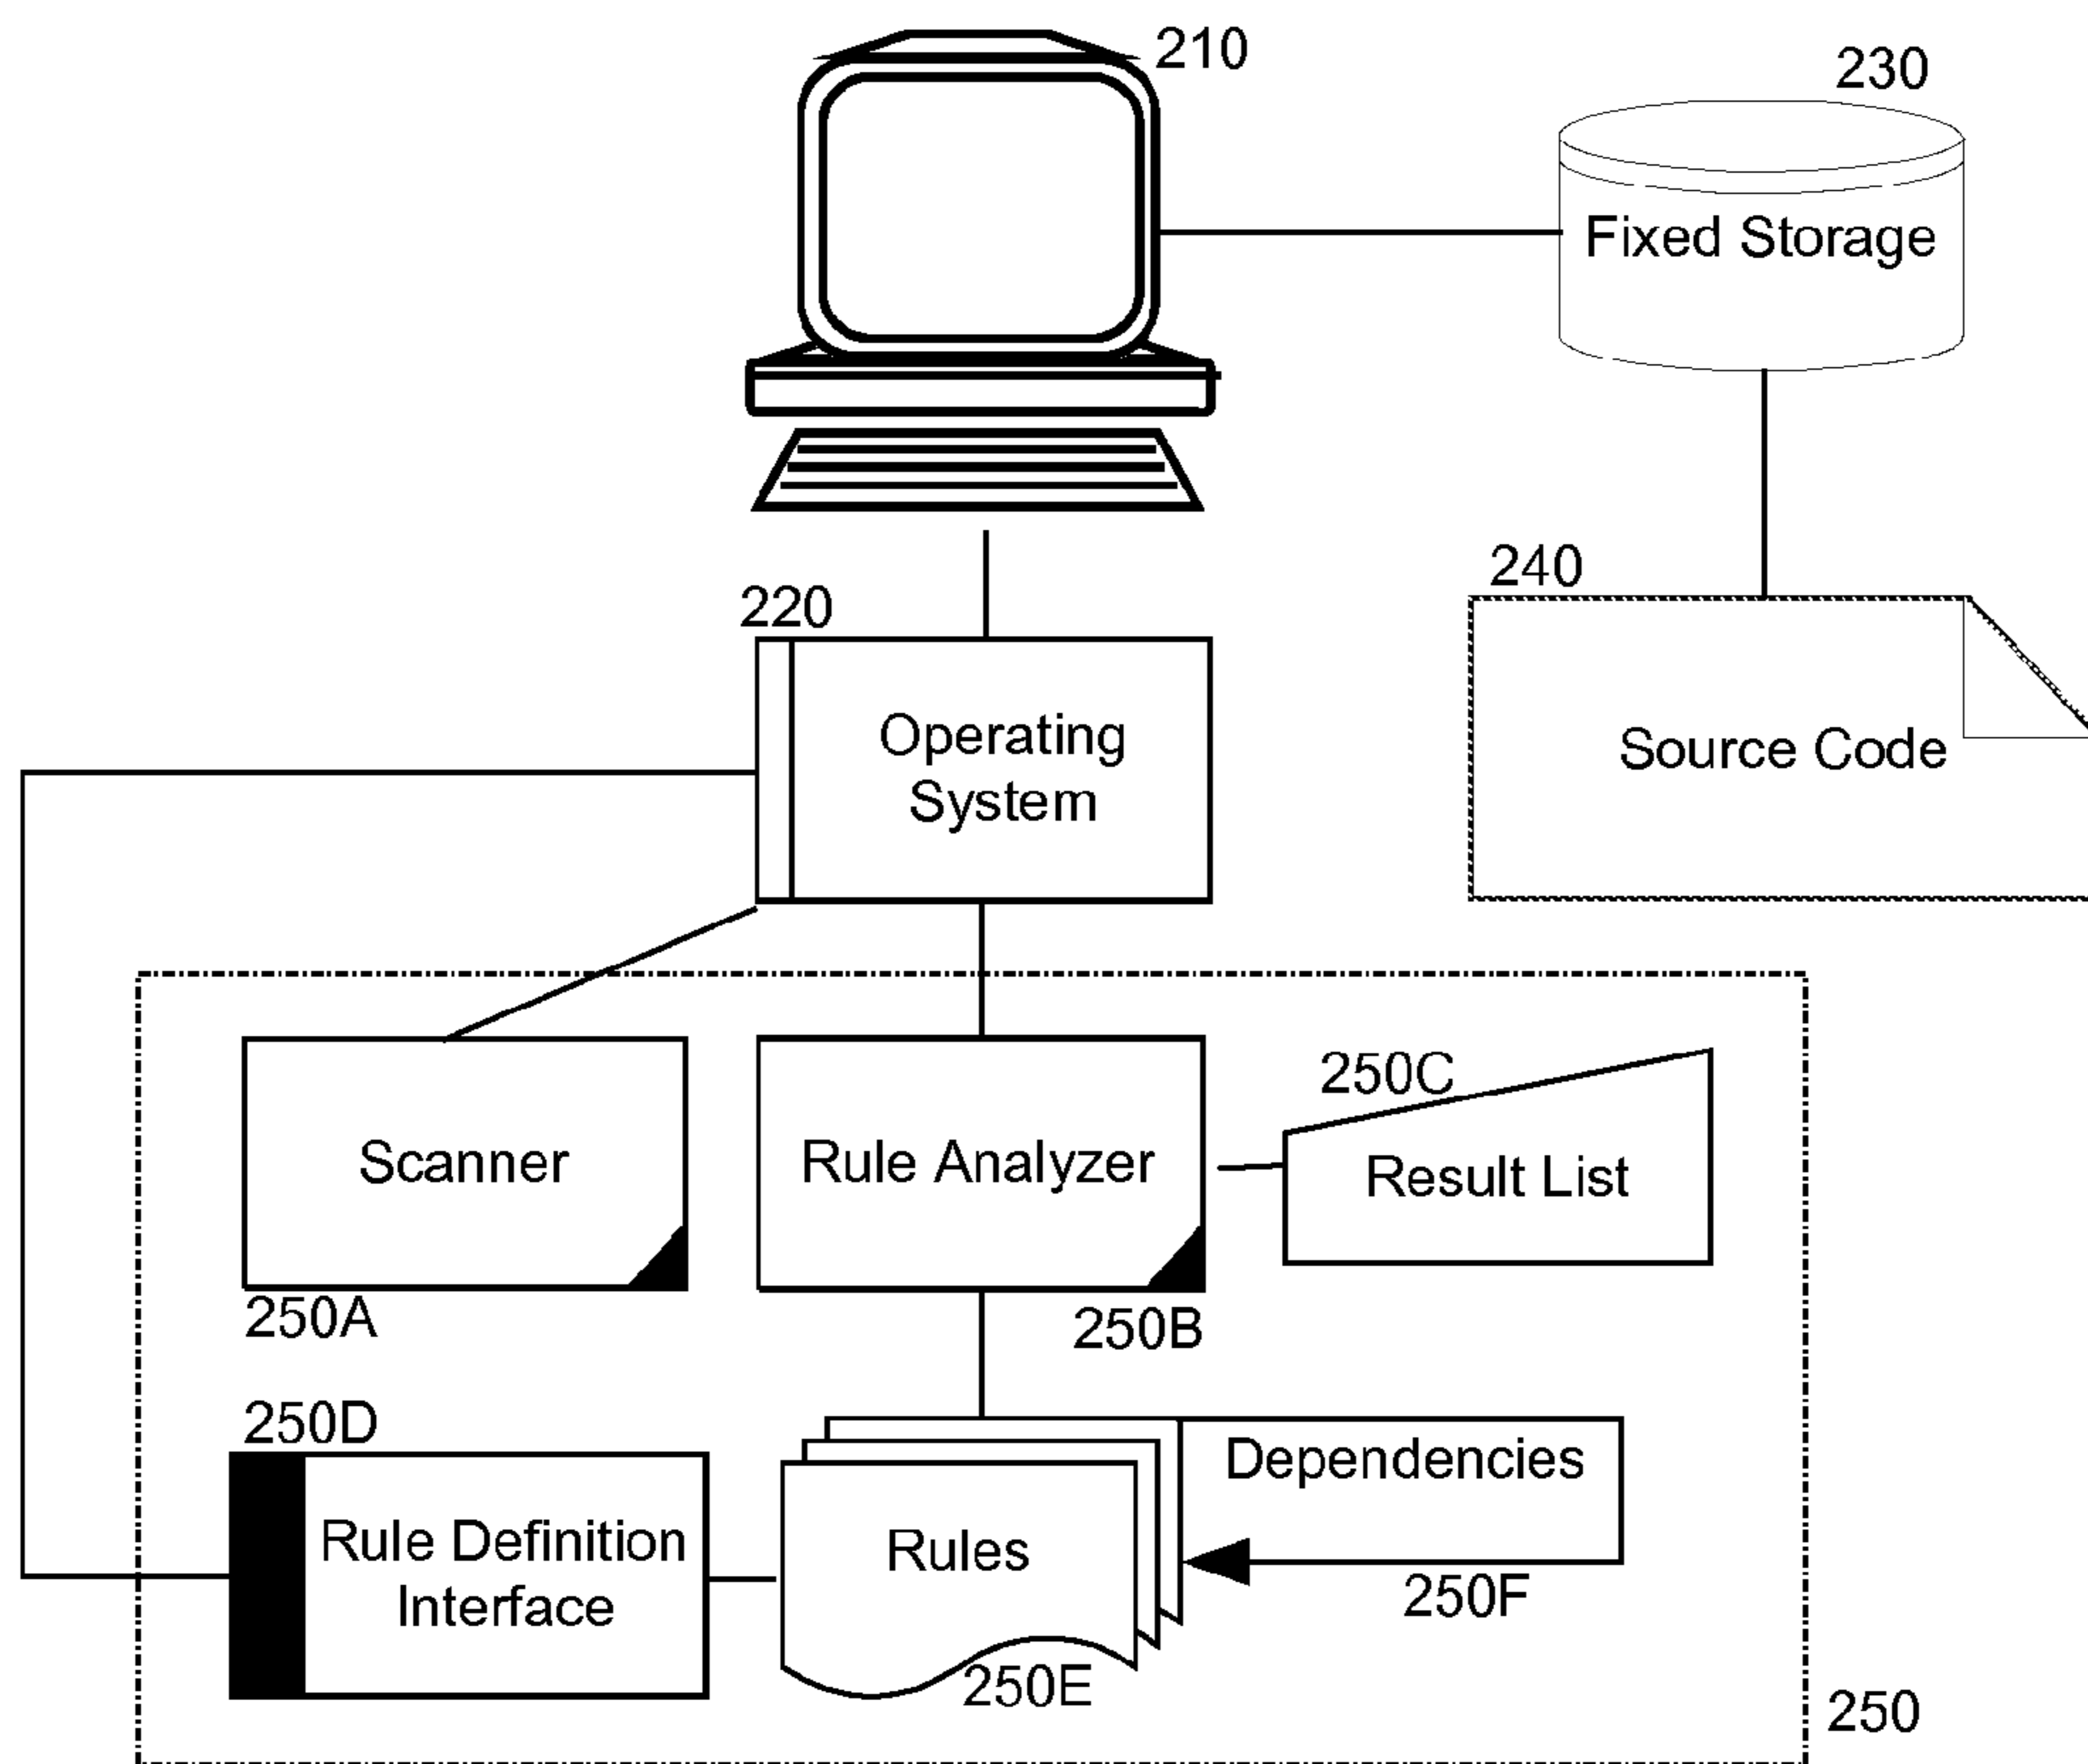 210
230
Fixed Storage
240
220
Operating
System
Source Code
250C
Scanner
Rule Analyzer
Result List
250A
250B
250D
Dependencies
Rule Definition
Interface
Rules
250F
250E
250